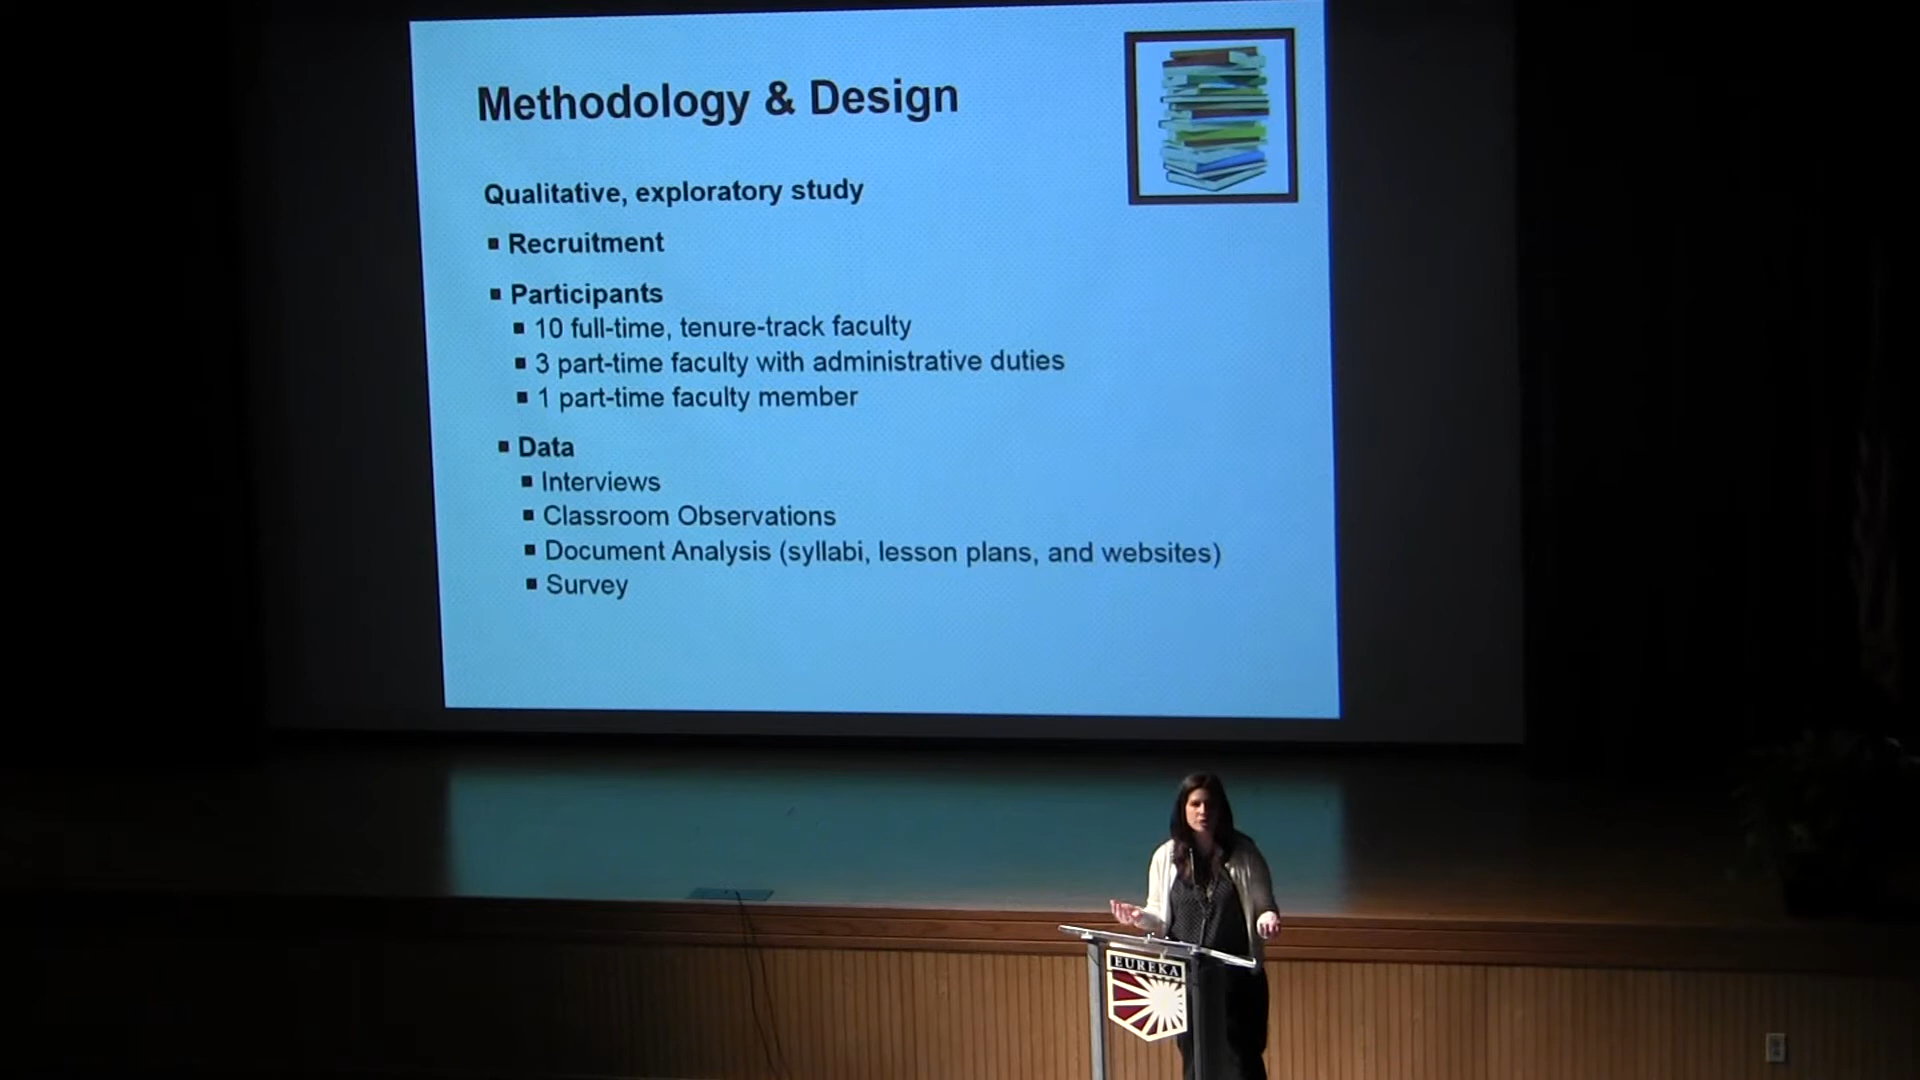 Methodology & Design
Qualitative, exploratory study
▪ Recruitment
▪ Participants
▪ 10 full-time, tenure-track faculty
▪ 3 part-time faculty with administrative duties
▪ 1 part-time faculty member
▪ Data
▪ Interviews
▪ Classroom Observations
▪ Document Analysis (syllabi, lesson plans, and websites)
▪ Survey
EUREKA